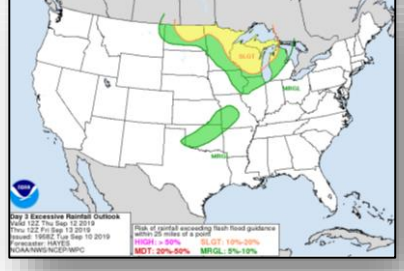 SLGT
MRGL
MRGL
NOAA
Day 3 Excessive Rainfall Outlook
Valid 12Z Thu Sep 12 2019
Thru 12Z Fri Sep 13 2019
Issued: 1958Z Tue Sep 10 2019
Forecaster: HAYES
NOAA/NWS/NCEP/WPC
Risk of rainfall exceeding flash flood guidance
within 25 miles of a point
HIGH: > 50% SLGT: 10%-20%
MDT: 20%-50% MRGL: 5%-10%